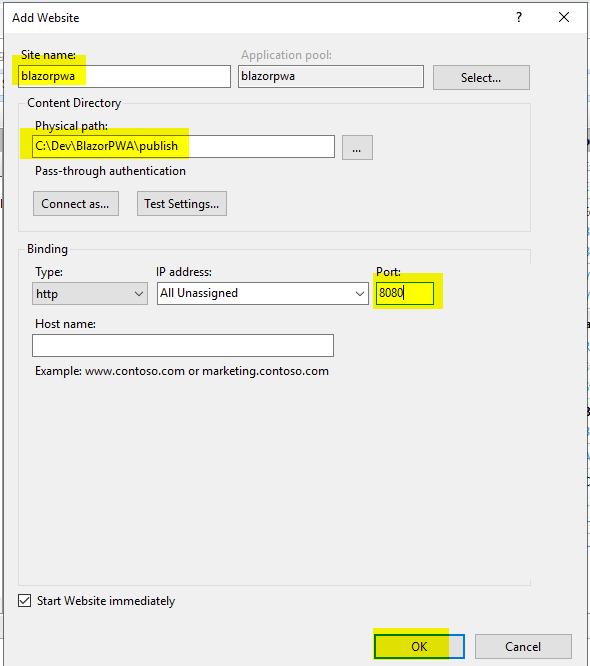 Add Website
?
Site name:
Application pool:
blazorpwa
blazorpwa
Select...
Content Directory
Physical path:
C:\Dev\BlazorPWA\publish
...
Pass-through authentication
Connect as...
Test Settings...
Binding
Type:
IP address:
Port:
http
All Unassigned
8080
Host name:
Example: www.contoso.com or marketing.contoso.com
Start Website immediately
OK
Cancel